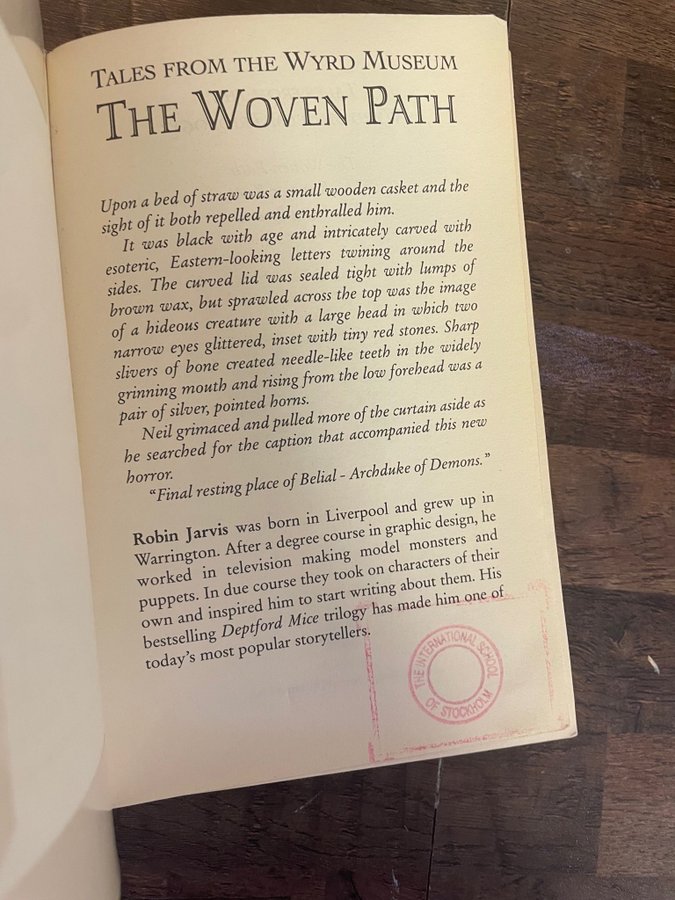 TALES FROM THE WYRD MUSEUM
THE WOVEN PATH
Upon a bed of straw was a small wooden casket and the
sight of it both repelled and enthralled him.
It was black with age and intricately carved with
esoteric, Eastern-looking letters twining around the
sides. The curved lid was sealed tight with lumps of
brown wax, but sprawled across the top was the image
of a hideous creature with a large head in which two
narrow eyes glittered, inset with tiny red stones. Sharp
slivers of bone created needle-like teeth in the widely
grinning mouth and rising from the low forehead was a
pair of silver, pointed horns.
Neil grimaced and pulled more of the curtain aside as
he searched for the caption that accompanied this new
horror.
“Final resting place of Belial - Archduke of Demons.”
Robin Jarvis was born in Liverpool and grew up in
Warrington. After a degree course in graphic design, he
worked in television making model monsters and
puppets. In due course they took on characters of their
own and inspired him to start writing about them. His
bestselling Deptford Mice trilogy has made him one of
today's most popular storytellers.
THE INTERNATIONAL SCHOOL
OF STOCKHOLM